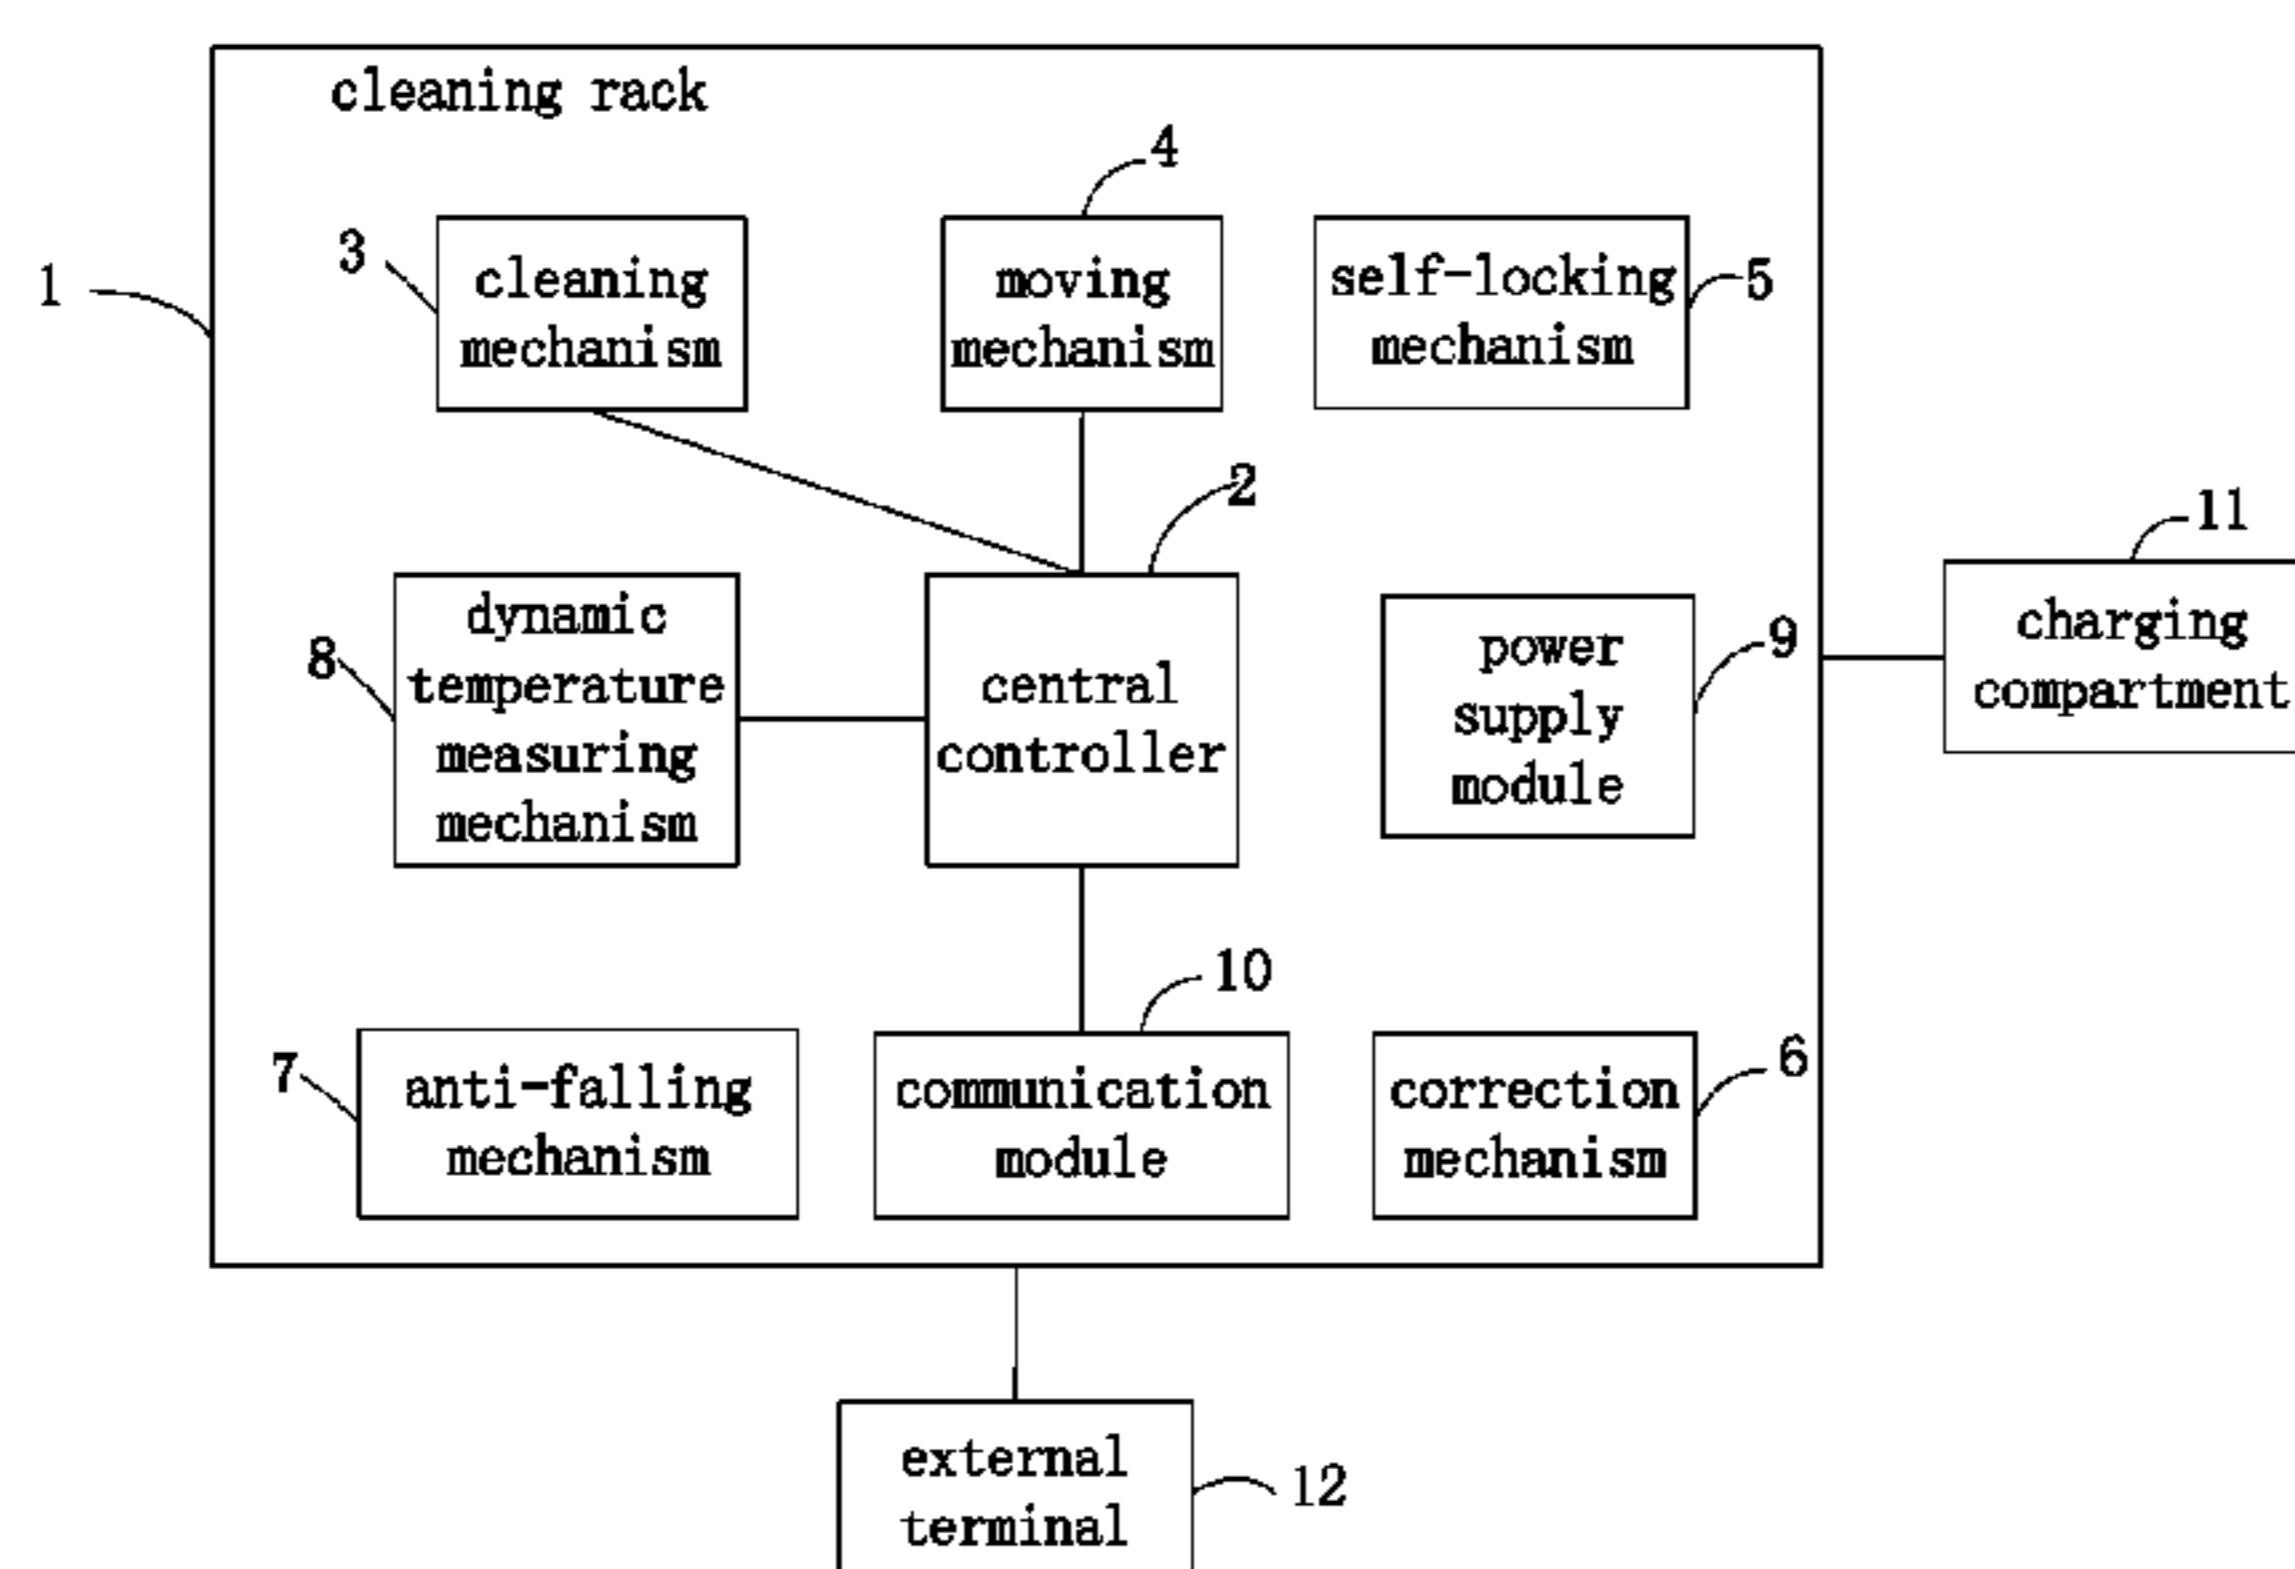 cleaning rack
4
3
cleaning
mechanism
moving
mechanism
self-locking
mechanism
5
1
2
11
8
dynamic
temperature
measuring
mechanism
central
controller
power
supply
module
9
charging
compartment
10
7
anti-falling
mechanism
communication
module
correction
mechanism
6
external
terminal
12